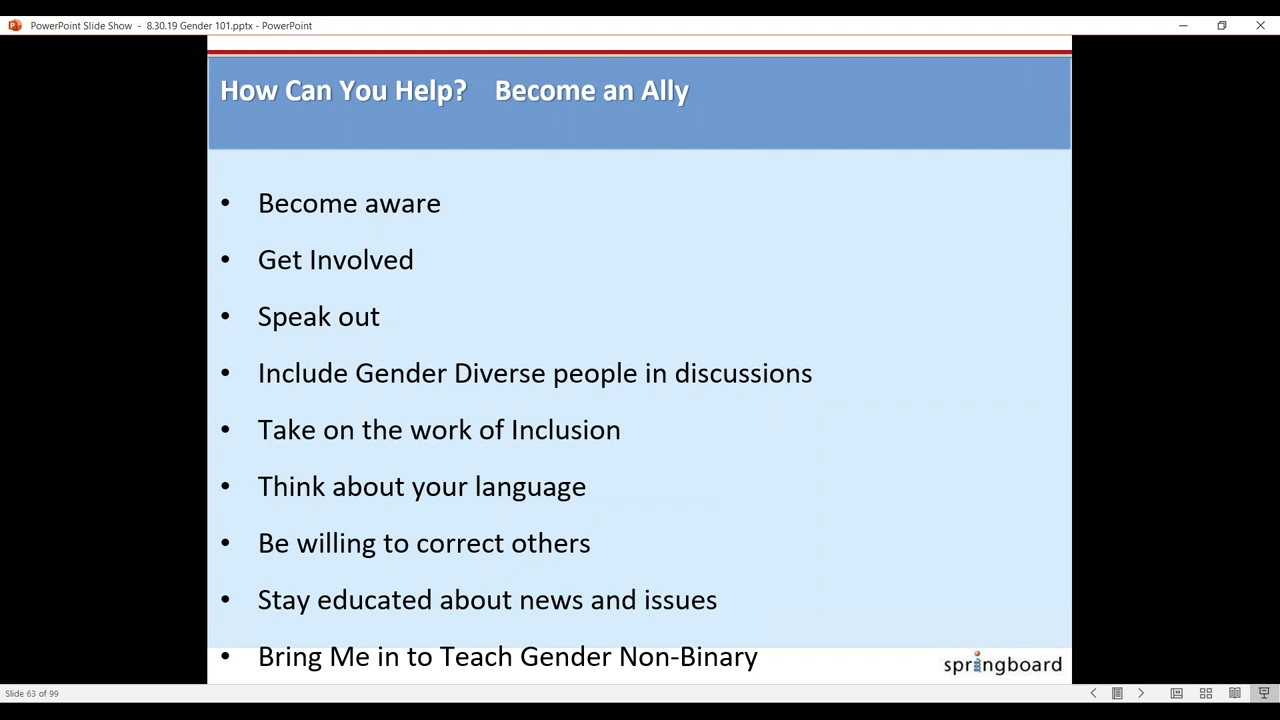 PowerPoint Slide Show - 8.30.19 Gender 101.pptx - PowerPoint
How Can You Help? Become an Ally
• Become aware
• Get Involved
• Speak out
• Include Gender Diverse people in discussions
• Take on the work of Inclusion
• Think about your language
• Be willing to correct others
• Stay educated about news and issues
• Bring Me in to Teach Gender Non-Binary
springboard
Slide 63 of 99